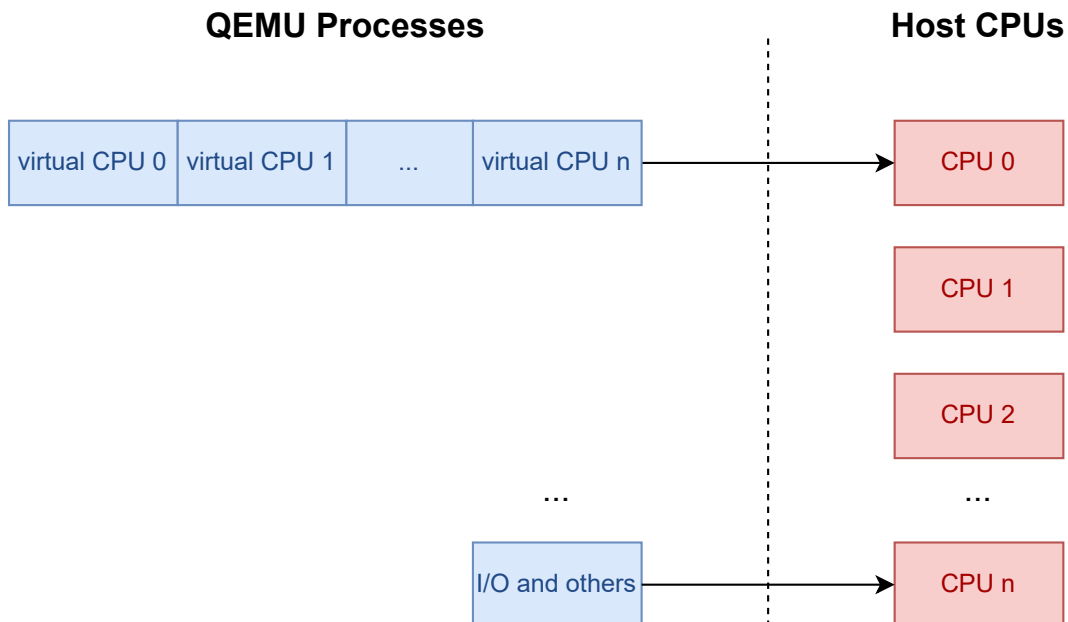 QEMU Processes
Host CPUs
virtual CPU 0
virtual CPU 1
...
virtual CPU n
CPU 0
CPU 1
CPU 2
...
...
I/O and others
CPU n